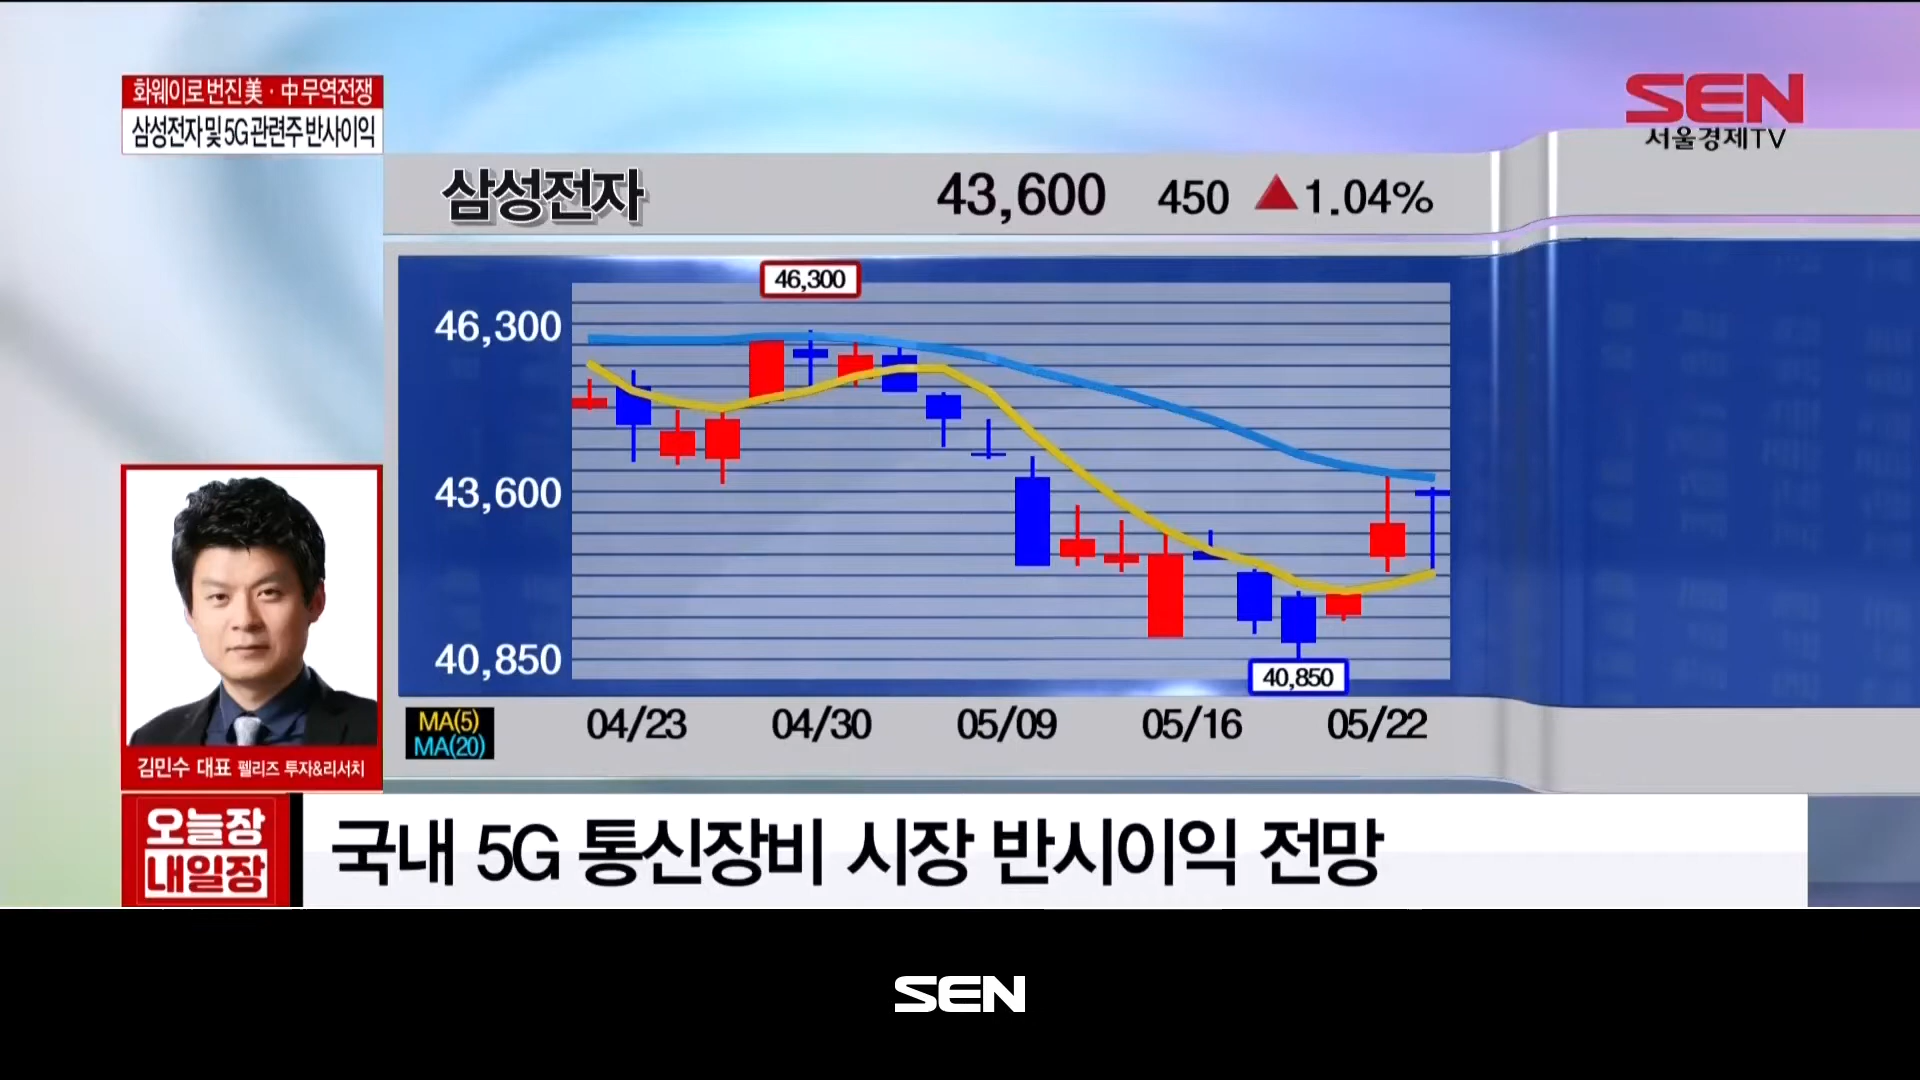 화웨이로 번진 美·中 무역전쟁
삼성전자 및 5G 관련주 반사이익
SEN
서울경제TV
삼성전자 43,600 450 ▲1.04%
46,300
46,300
43,600
40,850
40,850
MA(5)
MA(20)
04/23 04/30 05/09 05/16 05/22
김민수 대표 펠리즈 투자&리서치
오늘장
내일장
국내 5G 통신장비 시장 반시이익 전망
SEN